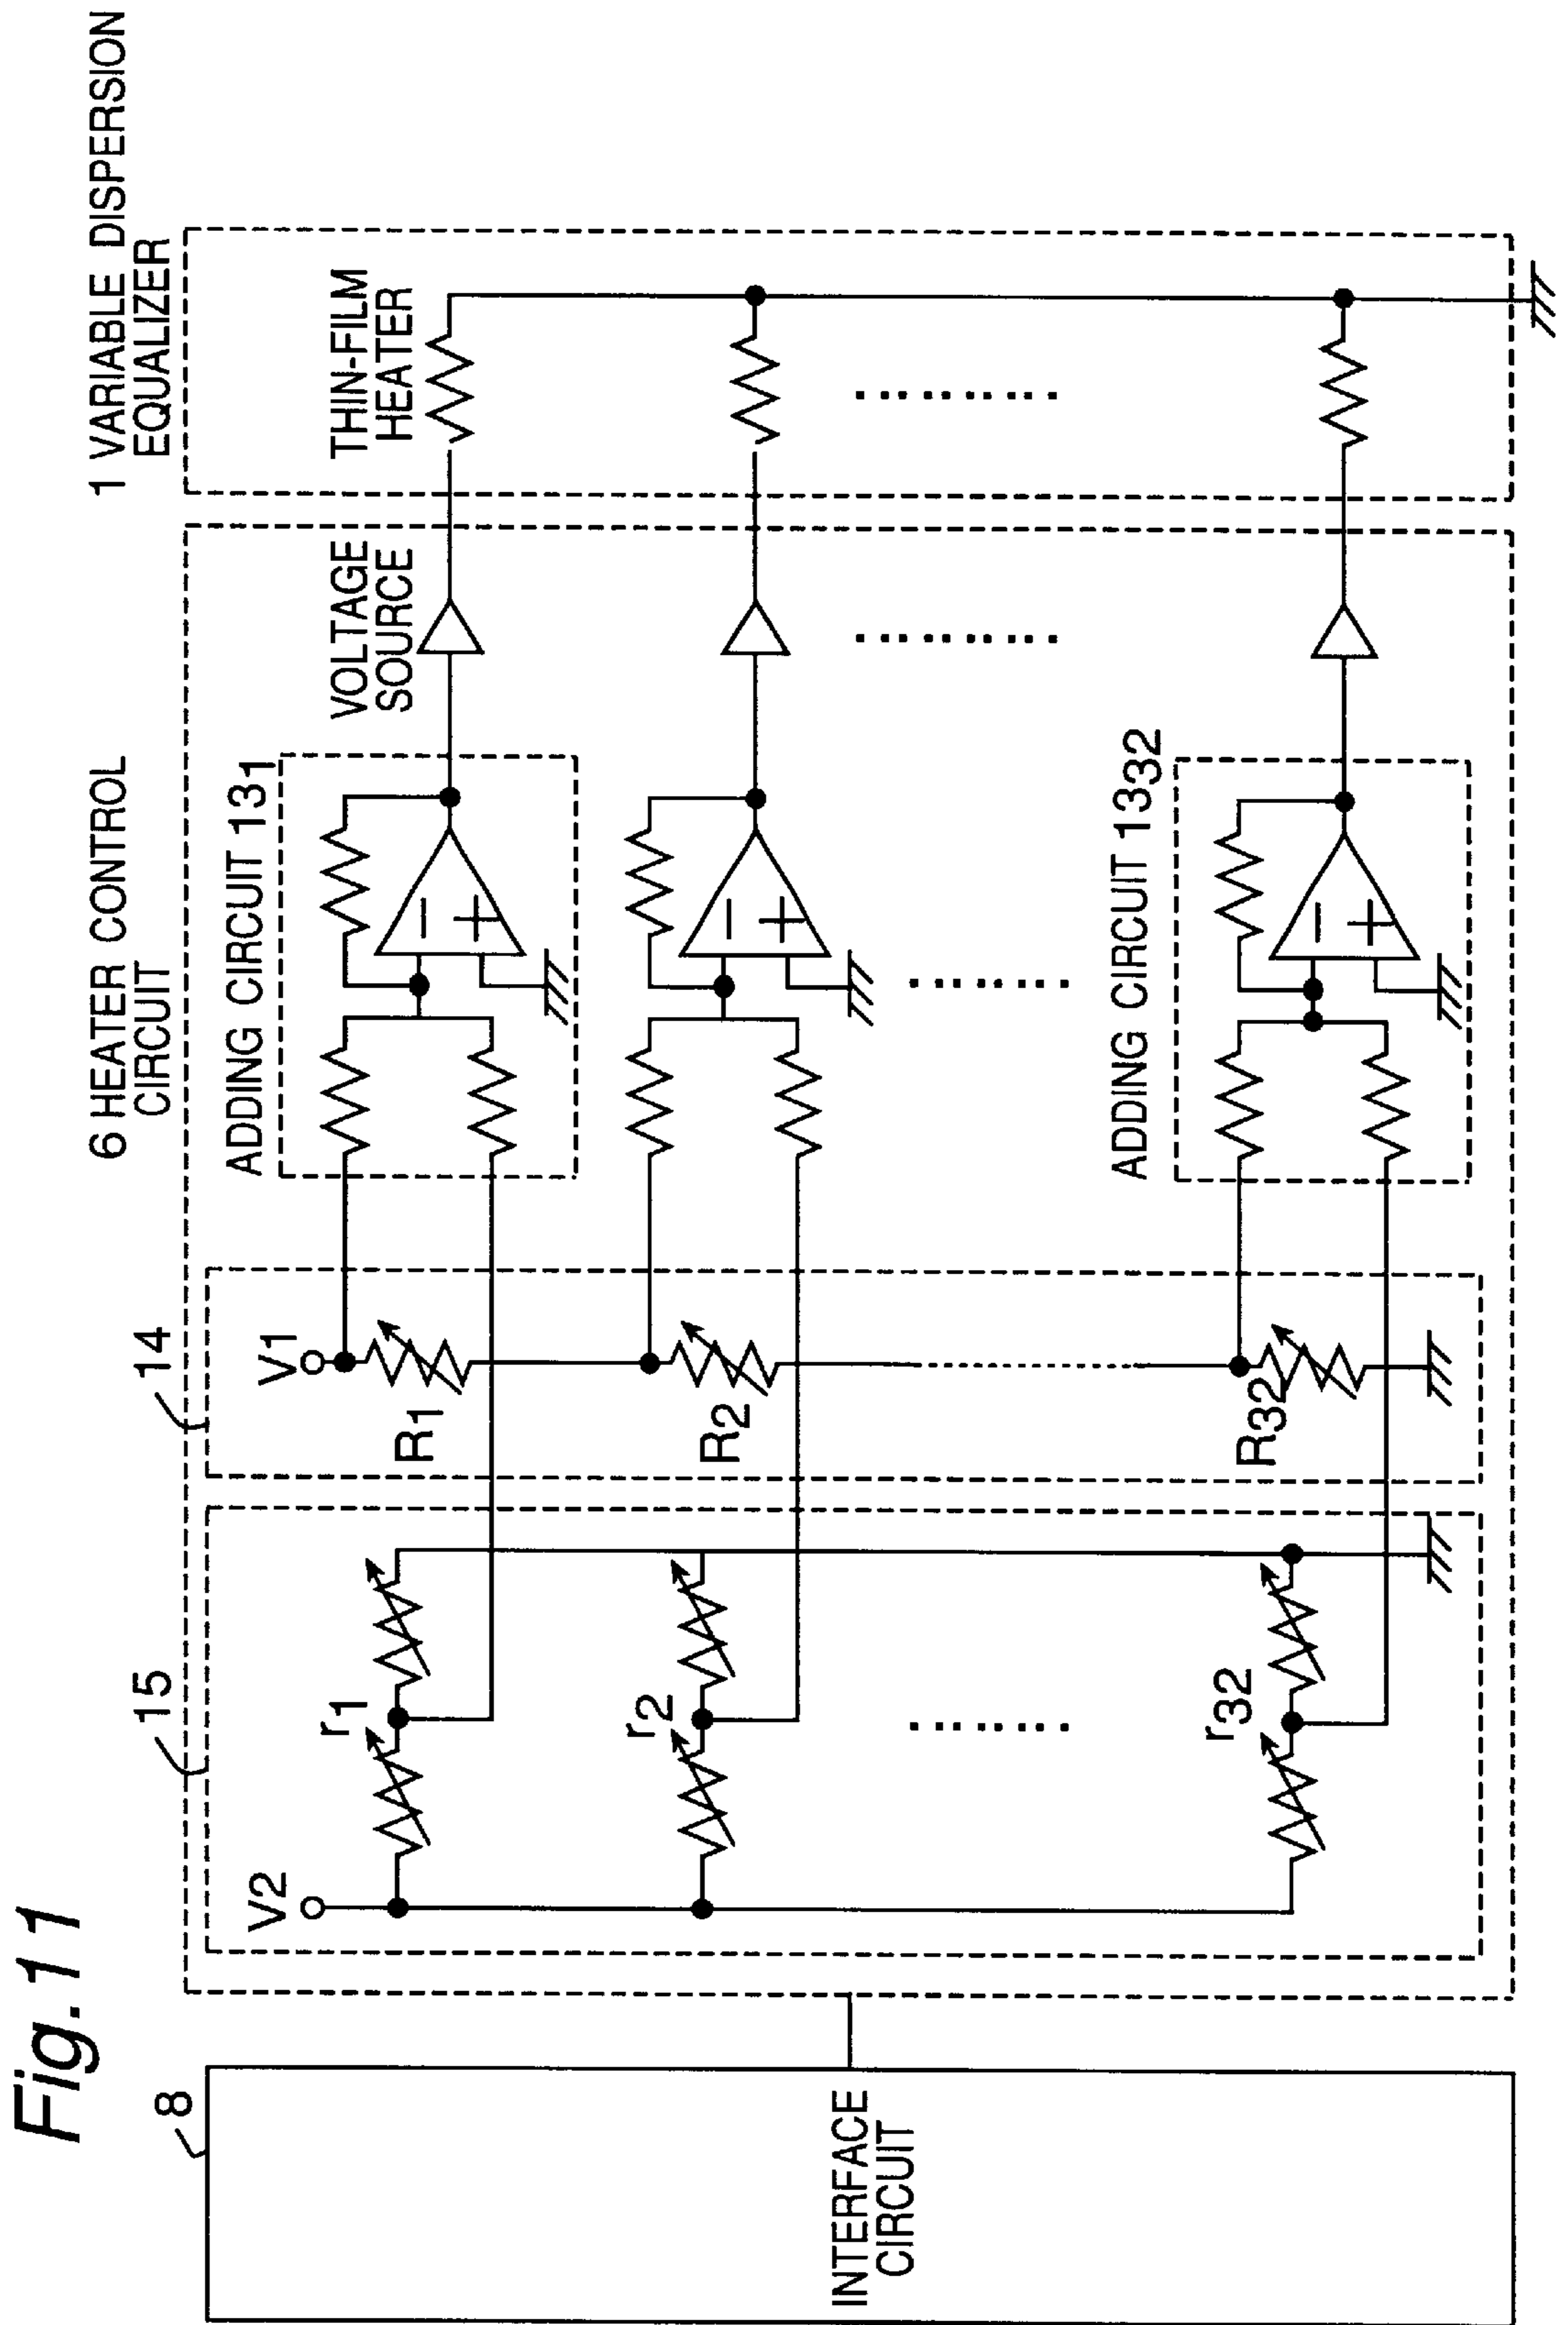 Fig.11
8
INTERFACE
CIRCUIT
15
V2
r1
r2
r32
14
V1
R1
R2
R32
6 HEATER CONTROL
CIRCUIT
ADDING CIRCUIT 131
ADDING CIRCUIT 1332
−
+
−
+
−
+
VOLTAGE
SOURCE
1 VARIABLE DISPERSION
EQUALIZER
THIN-FILM
HEATER